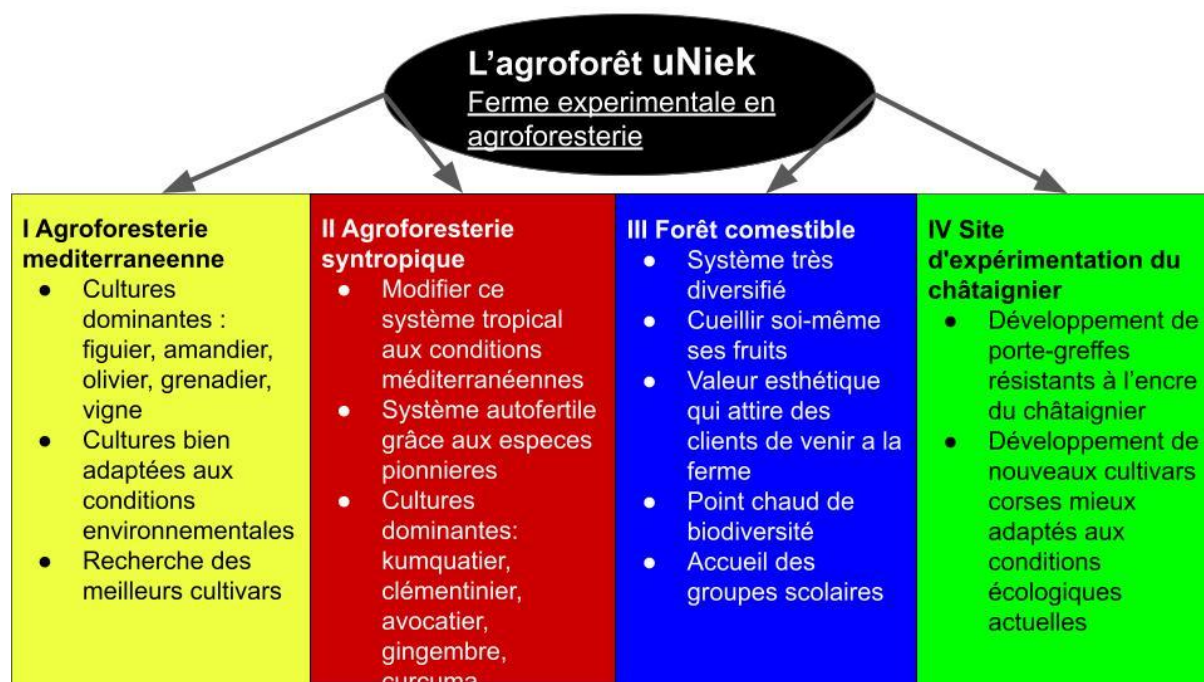 L'agroforêt uNiek
Ferme experimentale en
agroforesterie
I Agroforesterie
mediterraneenne
● Cultures
dominantes :
figuier, amandier,
olivier, grenadier,
vigne
● Cultures bien
adaptées aux
conditions
environnementales
● Recherche des
meilleurs cultivars
II Agroforesterie
syntropique
● Modifier ce
système tropical
aux conditions
méditerranéennes
● Système autofertile
grâce aux especes
pionnieres
● Cultures
dominantes:
kumquatier,
clémentinier,
avocatier,
gingembre,
curcuma
III Forêt comestible
● Système très
diversifié
● Cueillir soi-même
ses fruits
● Valeur esthétique
qui attire des
clients de venir a la
ferme
● Point chaud de
biodiversité
● Accueil des
groupes scolaires
IV Site
d'expérimentation du
châtaignier
● Développement de
porte-greffes
résistants à l'encre
du châtaignier
● Développement de
nouveaux cultivars
corses mieux
adaptés aux
conditions
écologiques
actuelles